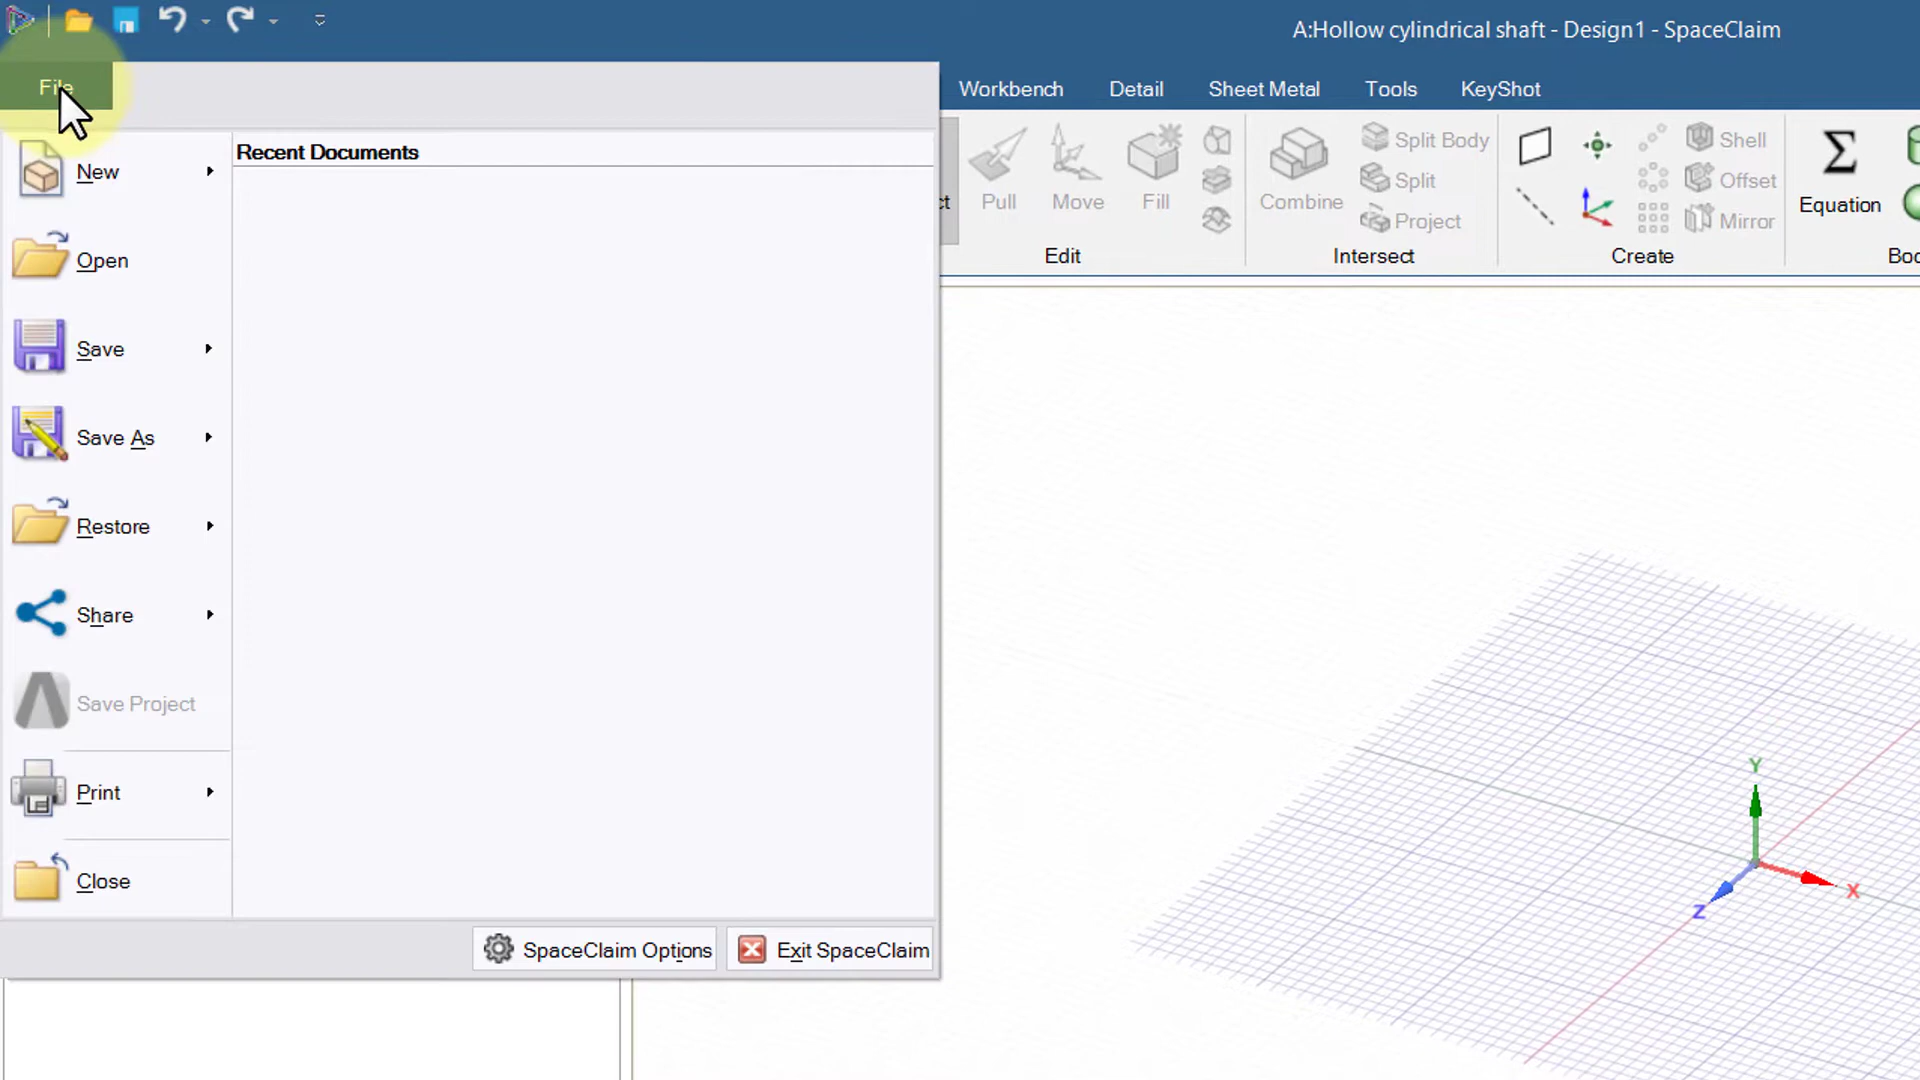 A:Hollow cylindrical shaft - Design1 - SpaceClaim
File
Workbench
Detail
Sheet Metal
Tools
KeyShot
New
Open
Save
Save As
Restore
Share
Save Project
Print
Close
Recent Documents
SpaceClaim Options
Exit SpaceClaim
Pull
Move
Fill
Edit
Combine
Split Body
Split
Project
Intersect
Shell
Offset
Mirror
Create
Equation
Y
X
Z